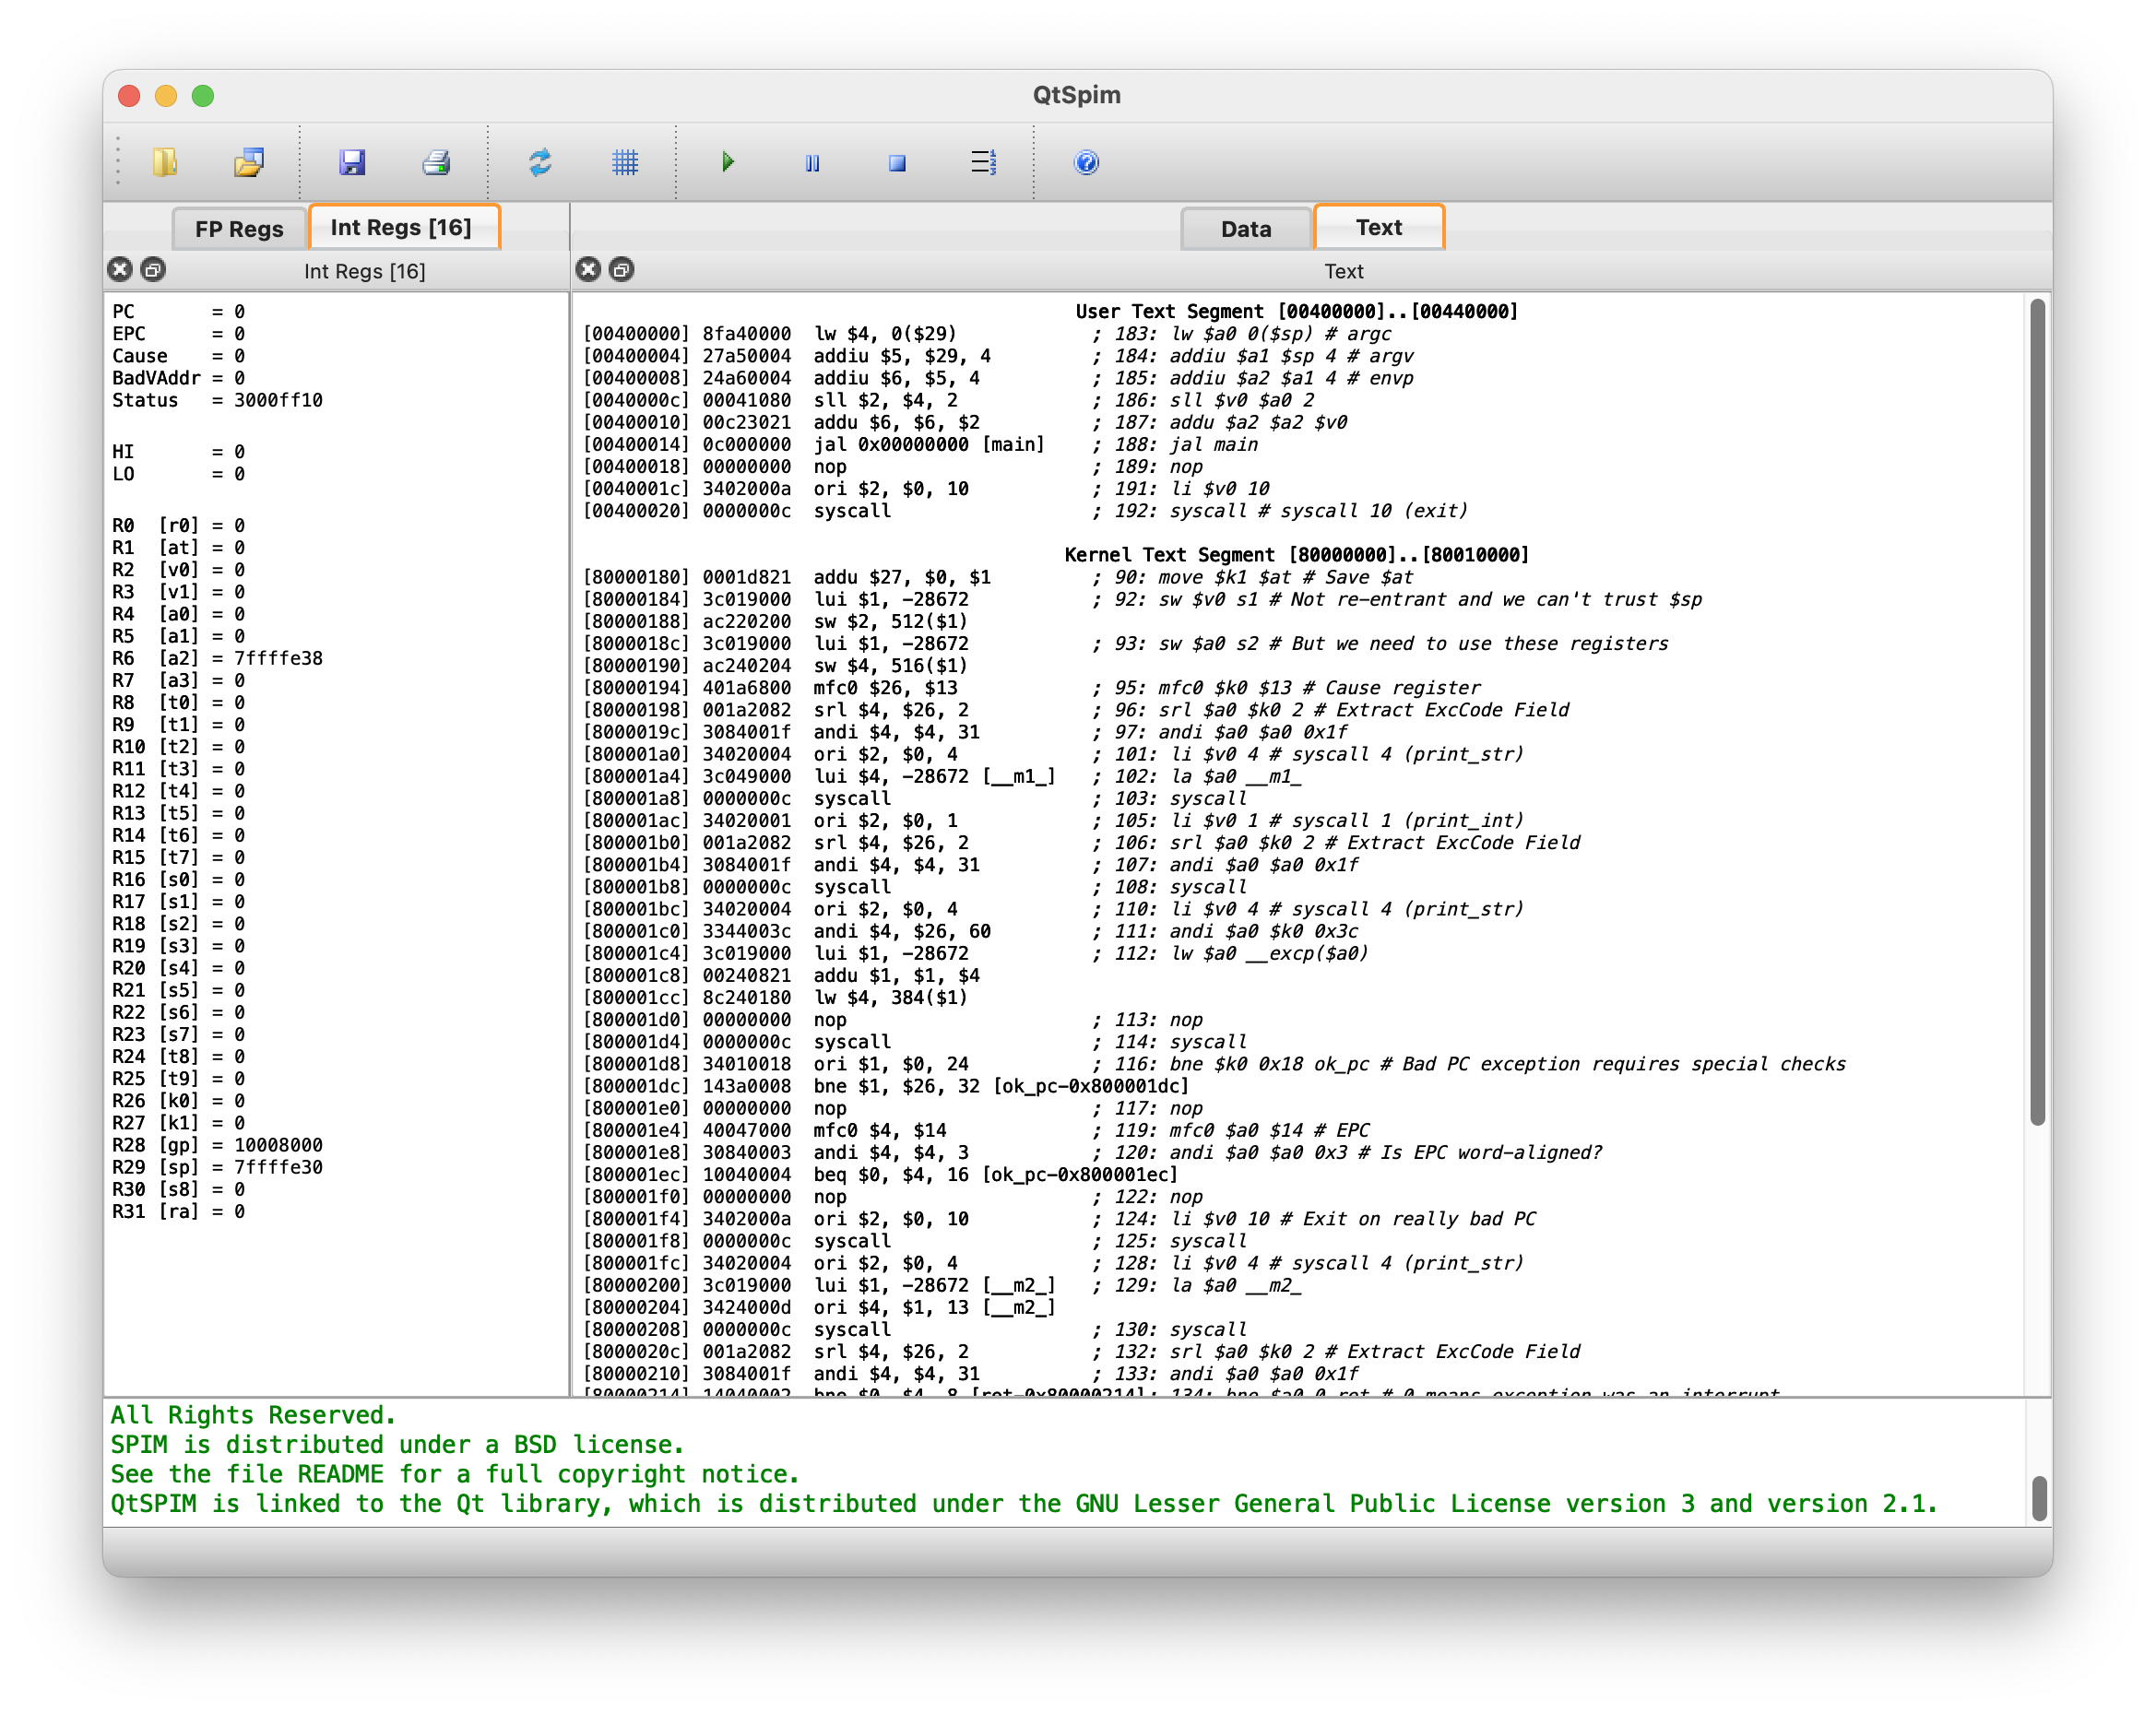 QtSpim
FP Regs
Int Regs [16]
Data
Text
Int Regs [16]
Text
PC       = 0
EPC      = 0
Cause    = 0
BadVAddr = 0
Status   = 3000ff10
HI       = 0
LO       = 0
R0  [r0] = 0
R1  [at] = 0
R2  [v0] = 0
R3  [v1] = 0
R4  [a0] = 0
R5  [a1] = 0
R6  [a2] = 7ffffe38
R7  [a3] = 0
R8  [t0] = 0
R9  [t1] = 0
R10 [t2] = 0
R11 [t3] = 0
R12 [t4] = 0
R13 [t5] = 0
R14 [t6] = 0
R15 [t7] = 0
R16 [s0] = 0
R17 [s1] = 0
R18 [s2] = 0
R19 [s3] = 0
R20 [s4] = 0
R21 [s5] = 0
R22 [s6] = 0
R23 [s7] = 0
R24 [t8] = 0
R25 [t9] = 0
R26 [k0] = 0
R27 [k1] = 0
R28 [gp] = 10008000
R29 [sp] = 7ffffe30
R30 [s8] = 0
R31 [ra] = 0
User Text Segment [00400000]..[00440000]
[00400000] 8fa40000  lw $4, 0($29)            ; 183: lw $a0 0($sp) # argc
[00400004] 27a50004  addiu $5, $29, 4         ; 184: addiu $a1 $sp 4 # argv
[00400008] 24a60004  addiu $6, $5, 4          ; 185: addiu $a2 $a1 4 # envp
[0040000c] 00041080  sll $2, $4, 2            ; 186: sll $v0 $a0 2
[00400010] 00c23021  addu $6, $6, $2          ; 187: addu $a2 $a2 $v0
[00400014] 0c000000  jal 0x00000000 [main]    ; 188: jal main
[00400018] 00000000  nop                      ; 189: nop
[0040001c] 3402000a  ori $2, $0, 10           ; 191: li $v0 10
[00400020] 0000000c  syscall                  ; 192: syscall # syscall 10 (exit)
Kernel Text Segment [80000000]..[80010000]
[80000180] 0001d821  addu $27, $0, $1         ; 90: move $k1 $at # Save $at
[80000184] 3c019000  lui $1, -28672           ; 92: sw $v0 s1 # Not re-entrant and we can't trust $sp
[80000188] ac220200  sw $2, 512($1)
[8000018c] 3c019000  lui $1, -28672           ; 93: sw $a0 s2 # But we need to use these registers
[80000190] ac240204  sw $4, 516($1)
[80000194] 401a6800  mfc0 $26, $13            ; 95: mfc0 $k0 $13 # Cause register
[80000198] 001a2082  srl $4, $26, 2           ; 96: srl $a0 $k0 2 # Extract ExcCode Field
[8000019c] 3084001f  andi $4, $4, 31          ; 97: andi $a0 $a0 0x1f
[800001a0] 34020004  ori $2, $0, 4            ; 101: li $v0 4 # syscall 4 (print_str)
[800001a4] 3c049000  lui $4, -28672 [__m1_]   ; 102: la $a0 __m1_
[800001a8] 0000000c  syscall                  ; 103: syscall
[800001ac] 34020001  ori $2, $0, 1            ; 105: li $v0 1 # syscall 1 (print_int)
[800001b0] 001a2082  srl $4, $26, 2           ; 106: srl $a0 $k0 2 # Extract ExcCode Field
[800001b4] 3084001f  andi $4, $4, 31          ; 107: andi $a0 $a0 0x1f
[800001b8] 0000000c  syscall                  ; 108: syscall
[800001bc] 34020004  ori $2, $0, 4            ; 110: li $v0 4 # syscall 4 (print_str)
[800001c0] 3344003c  andi $4, $26, 60         ; 111: andi $a0 $k0 0x3c
[800001c4] 3c019000  lui $1, -28672           ; 112: lw $a0 __excp($a0)
[800001c8] 00240821  addu $1, $1, $4
[800001cc] 8c240180  lw $4, 384($1)
[800001d0] 00000000  nop                      ; 113: nop
[800001d4] 0000000c  syscall                  ; 114: syscall
[800001d8] 34010018  ori $1, $0, 24           ; 116: bne $k0 0x18 ok_pc # Bad PC exception requires special checks
[800001dc] 143a0008  bne $1, $26, 32 [ok_pc-0x800001dc]
[800001e0] 00000000  nop                      ; 117: nop
[800001e4] 40047000  mfc0 $4, $14             ; 119: mfc0 $a0 $14 # EPC
[800001e8] 30840003  andi $4, $4, 3           ; 120: andi $a0 $a0 0x3 # Is EPC word-aligned?
[800001ec] 10040004  beq $0, $4, 16 [ok_pc-0x800001ec]
[800001f0] 00000000  nop                      ; 122: nop
[800001f4] 3402000a  ori $2, $0, 10           ; 124: li $v0 10 # Exit on really bad PC
[800001f8] 0000000c  syscall                  ; 125: syscall
[800001fc] 34020004  ori $2, $0, 4            ; 128: li $v0 4 # syscall 4 (print_str)
[80000200] 3c019000  lui $1, -28672 [__m2_]   ; 129: la $a0 __m2_
[80000204] 3424000d  ori $4, $1, 13 [__m2_]
[80000208] 0000000c  syscall                  ; 130: syscall
[8000020c] 001a2082  srl $4, $26, 2           ; 132: srl $a0 $k0 2 # Extract ExcCode Field
[80000210] 3084001f  andi $4, $4, 31          ; 133: andi $a0 $a0 0x1f
[80000214] 14040002  bne $0, $4, 8 [ret-0x80000214]; 134: bne $a0 0 ret # 0 means exception was an interrupt
All Rights Reserved.
SPIM is distributed under a BSD license.
See the file README for a full copyright notice.
QtSPIM is linked to the Qt library, which is distributed under the GNU Lesser General Public License version 3 and version 2.1.